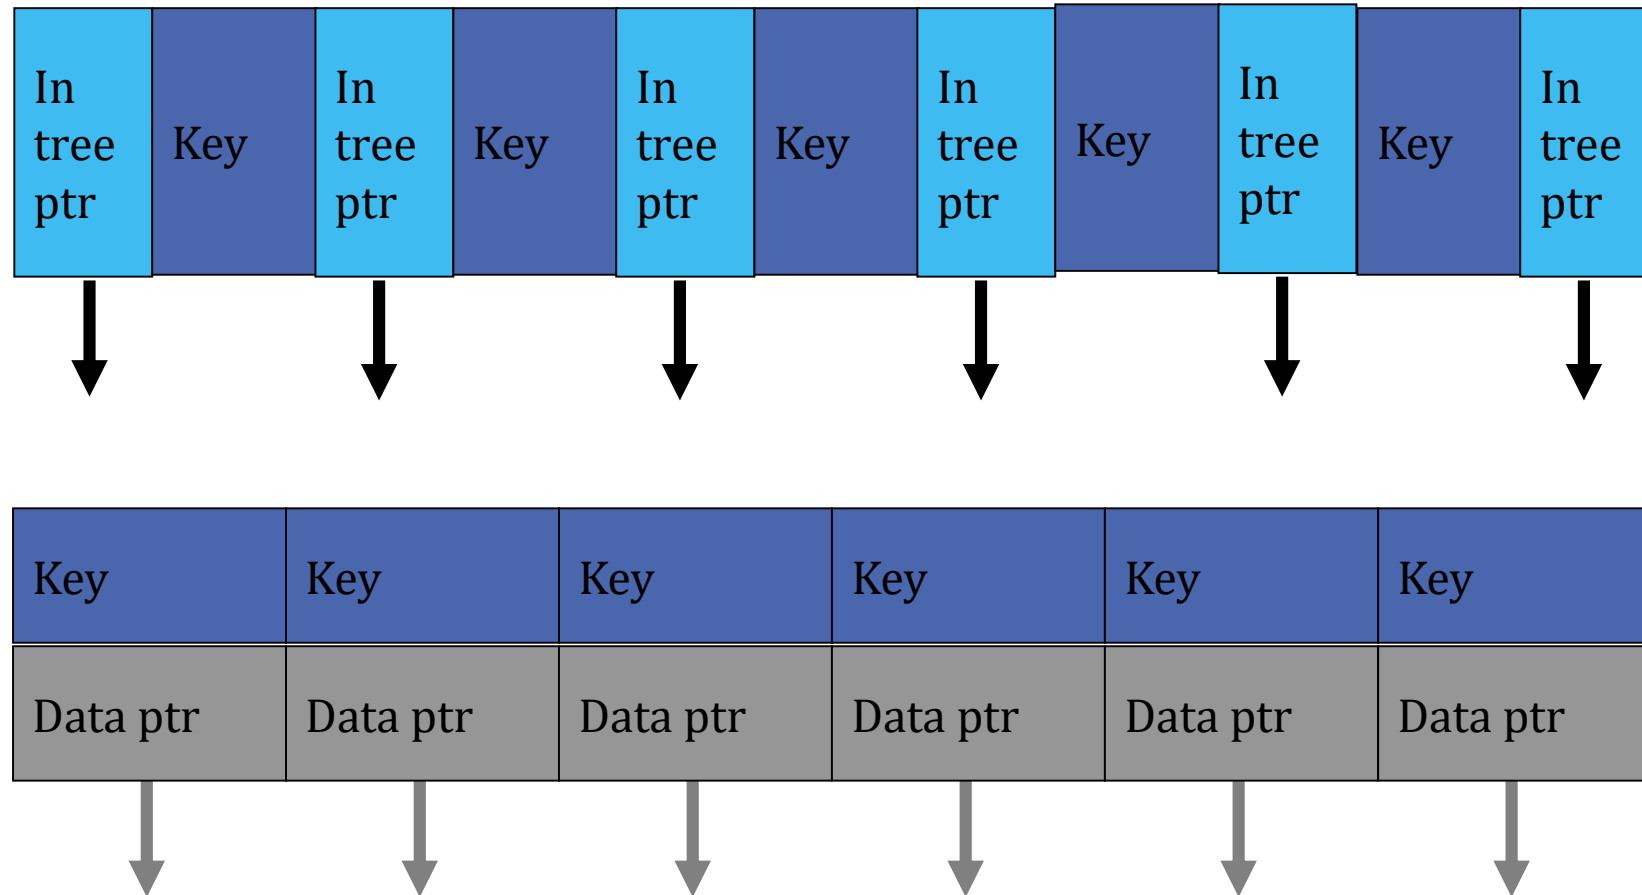 In
tree
ptr
Key
In
tree
ptr
Key
In
tree
ptr
Key
In
tree
ptr
Key
In
tree
ptr
Key
In
tree
ptr
Key
Key
Key
Key
Key
Key
Data ptr
Data ptr
Data ptr
Data ptr
Data ptr
Data ptr